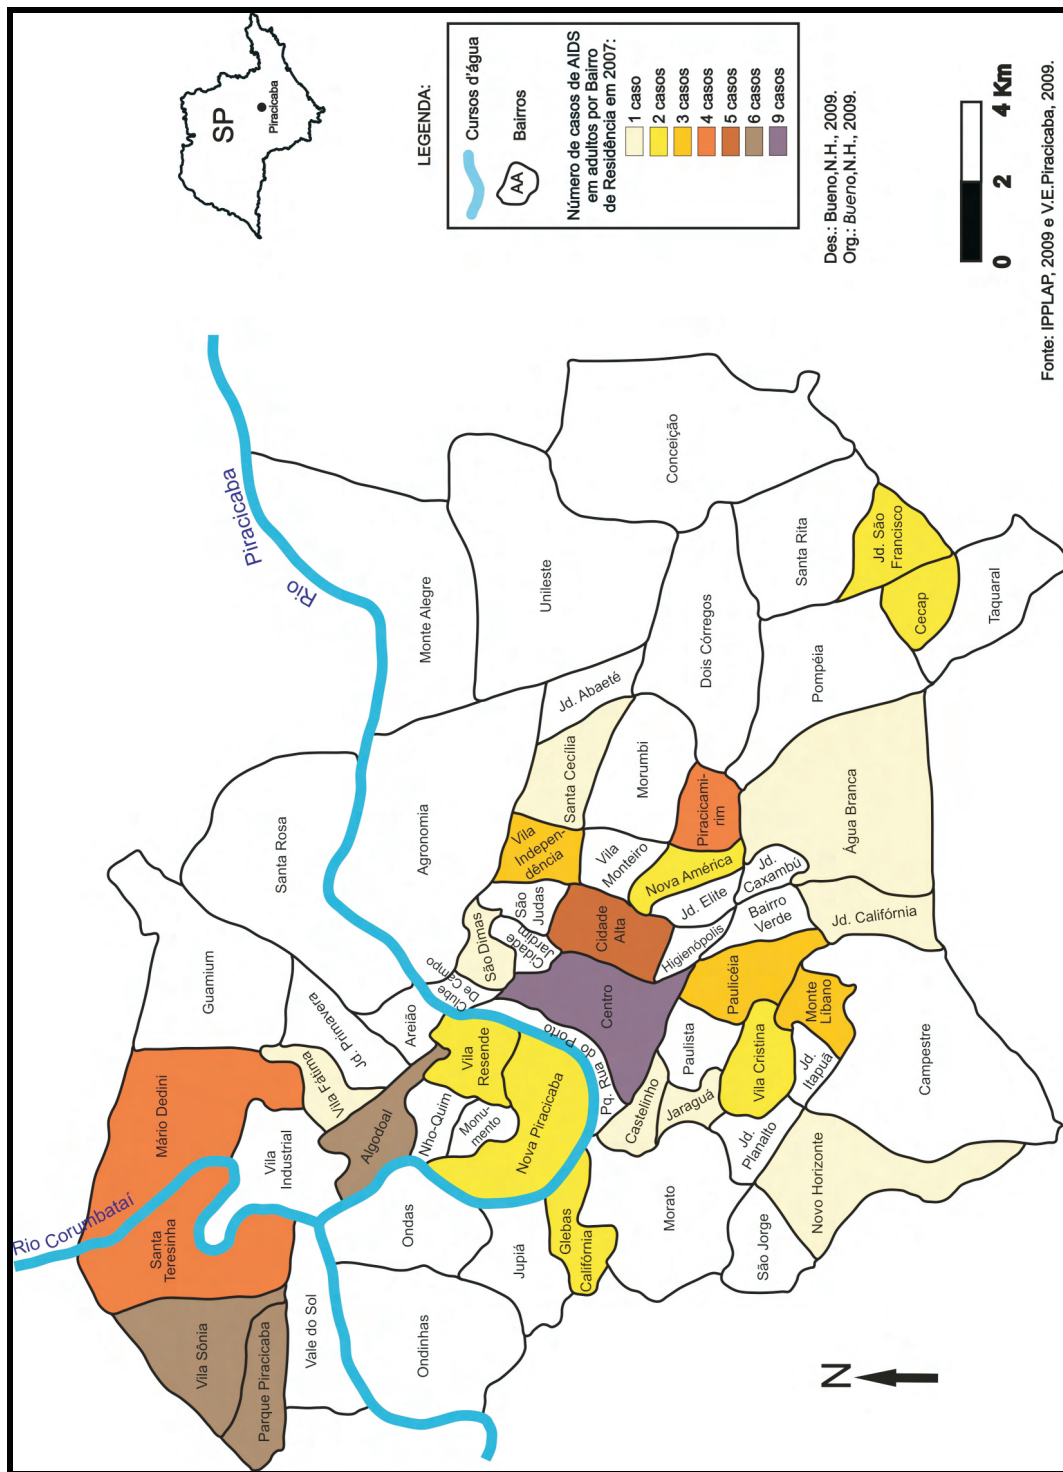 SP
Piracicaba
LEGENDA:
Cursos d'água
AA
Bairros
Número de casos de AIDS
em adultos por Bairro
de Residência em 2007:
1 caso
2 casos
3 casos
4 casos
5 casos
6 casos
9 casos
Des.: Bueno,N.H., 2009.
Org.: Bueno,N.H., 2009.
0 2 4 Km
Fonte: IPPLAP, 2009 e V.E.Piracicaba, 2009.
N
Rio Corumbataí
Rio
Piracicaba
Vila Sônia
Parque Piracicaba
Santa
Teresinha
Mário Dedini
Vila
Industrial
Vale do Sol
Guamium
Vila Fátima
Jd. Primavera
Santa Rosa
Algodoal
Areião
Ondas
Ondinhas
Nho-Quim
Monu-
mento
Vila
Resende
Nova Piracicaba
Clube
De Campo
Agronomia
Monte Alegre
Unileste
Conceição
São Dimas
Cidade
Jardim
São
Judas
Vila
Indepen-
dência
Santa Cecília
Jd. Abaeté
Jupiá
Glebas
Califórnia
Pq. Rua do Porto
Centro
Cidade
Alta
Vila
Monteiro
Morumbi
Dois Córregos
Santa Rita
Jd. São
Francisco
Cecap
Taquaral
Pompéia
Piracicami-
rim
Nova América
Jd. Elite
Higienópolis
Jd.
Caxambú
Bairro
Verde
Água Branca
Jd. Califórnia
Morato
Castelinho
Jaraguá
Paulista
Paulicéia
Vila Cristina
Monte
Líbano
Jd.
Itapuã
Jd.
Planalto
São Jorge
Novo Horizonte
Campestre